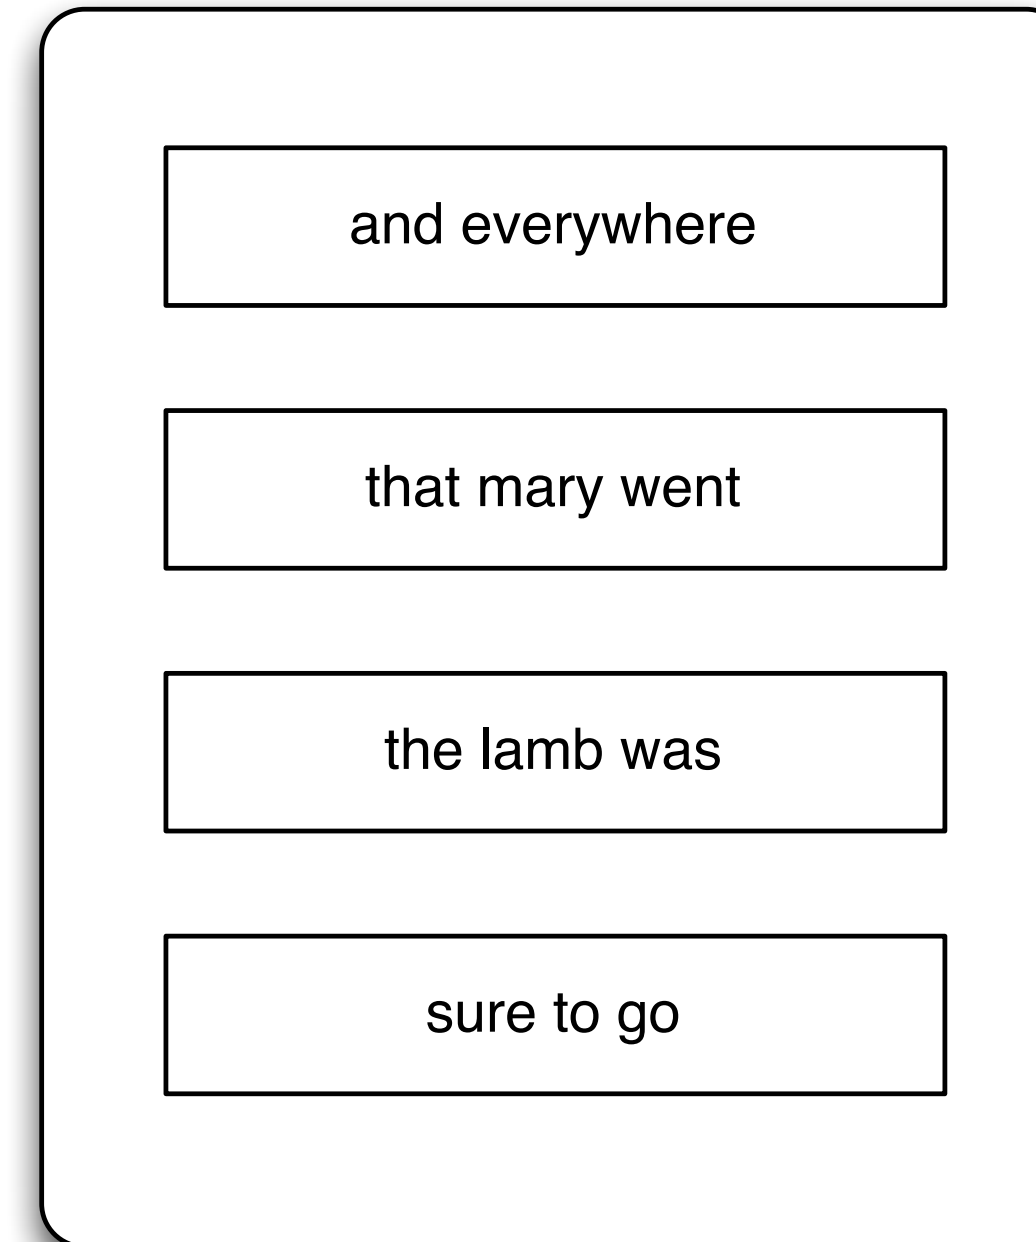 and everywhere
that mary went
the lamb was
sure to go